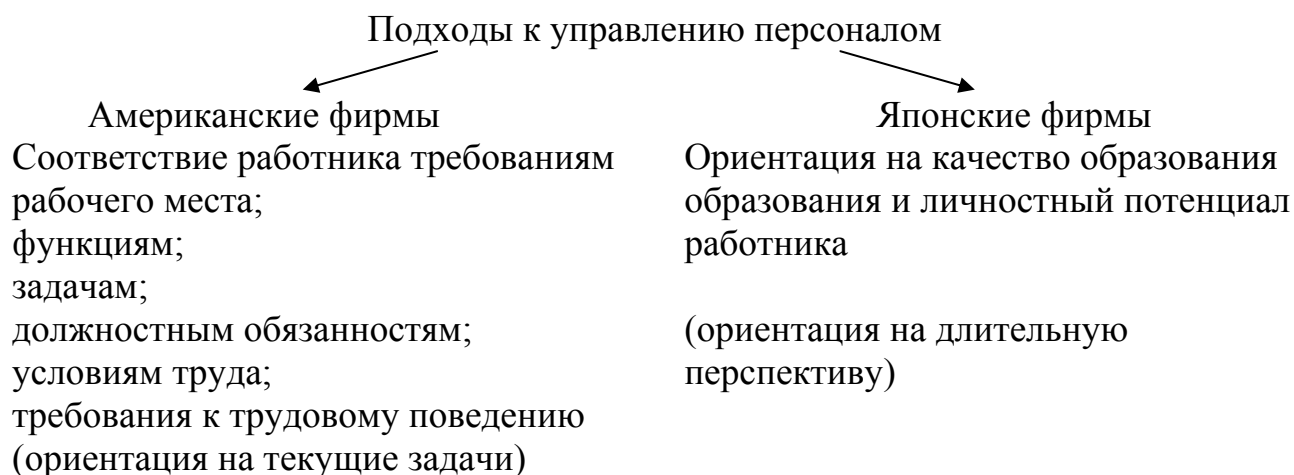 Подходы к управлению персоналом
Американские фирмы
Соответствие работника требованиям
рабочего места;
функциям;
задачам;
должностным обязанностям;
условиям труда;
требования к трудовому поведению
(ориентация на текущие задачи)
Японские фирмы
Ориентация на качество образования
образования и личностный потенциал
работника
(ориентация на длительную
перспективу)